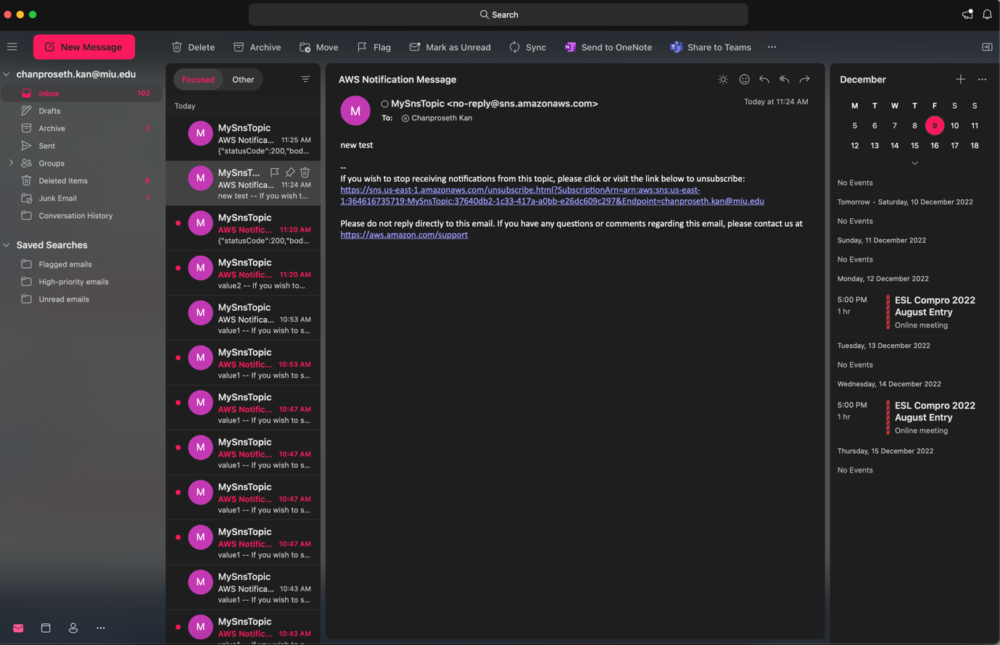 Search
New Message
Delete
Archive
Move
Flag
Mark as Unread
Sync
Send to OneNote
Share to Teams
chanproseth.kan@miu.edu
Inbox 102
Drafts
Archive 2
Sent
Groups
Deleted Items 8
Junk Email 1
Conversation History
Saved Searches
Flagged emails
High-priority emails
Unread emails
Focused Other
Today
M
MySnsTopic
AWS Notifica... 11:25 AM
{"statusCode":200,"bod...
M
MySnsT...
AWS Notifica... 11:24 AM
new test -- If you wish t...
M
MySnsTopic
AWS Notific... 11:20 AM
{"statusCode":200,"bod...
M
MySnsTopic
AWS Notific... 11:20 AM
value2 -- If you wish to...
M
MySnsTopic
AWS Notifica... 10:53 AM
value1 -- If you wish to s...
M
MySnsTopic
AWS Notific... 10:53 AM
value1 -- If you wish to s...
M
MySnsTopic
AWS Notific... 10:47 AM
value1 -- If you wish to s...
M
MySnsTopic
AWS Notific... 10:47 AM
value1 -- If you wish to s...
M
MySnsTopic
AWS Notific... 10:47 AM
value1 -- If you wish to s...
M
MySnsTopic
AWS Notific... 10:47 AM
value1 -- If you wish to s...
M
MySnsTopic
AWS Notifica... 10:43 AM
value1 -- If you wish to s...
M
MySnsTopic
AWS Notific... 10:43 AM
AWS Notification Message
M
MySnsTopic <no-reply@sns.amazonaws.com>
Today at 11:24 AM
To: Chanproseth Kan
new test
--
If you wish to stop receiving notifications from this topic, please click or visit the link below to unsubscribe:
https://sns.us-east-1.amazonaws.com/unsubscribe.html?SubscriptionArn=arn:aws:sns:us-east-
1:364616735719:MySnsTopic:37640db2-1c33-417a-a0bb-e26dc609c297&Endpoint=chanproseth.kan@miu.edu
Please do not reply directly to this email. If you have any questions or comments regarding this email, please contact us at
https://aws.amazon.com/support
December
M T W T F S S
5 6 7 8 9 10 11
12 13 14 15 16 17 18
No Events
Tomorrow · Saturday, 10 December 2022
No Events
Sunday, 11 December 2022
No Events
Monday, 12 December 2022
5:00 PM ESL Compro 2022
1 hr August Entry
Online meeting
Tuesday, 13 December 2022
No Events
Wednesday, 14 December 2022
5:00 PM ESL Compro 2022
1 hr August Entry
Online meeting
Thursday, 15 December 2022
No Events